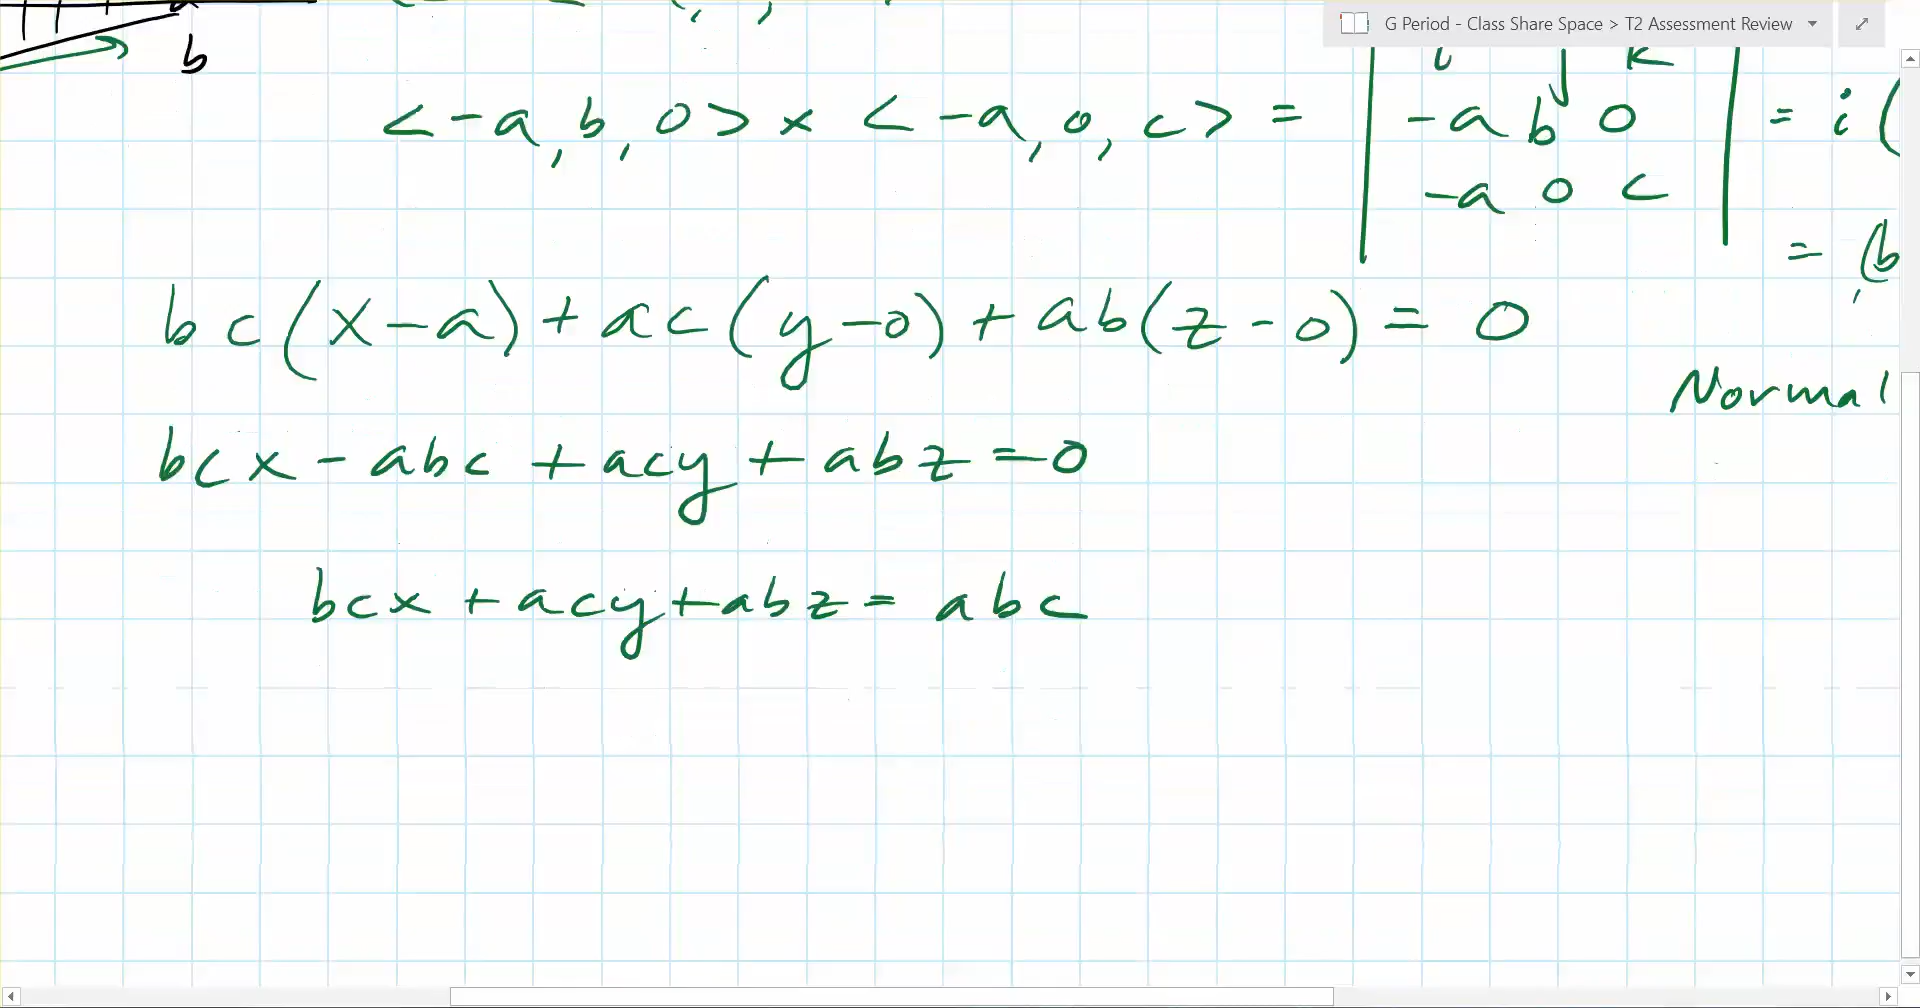 G Period - Class Share Space > T2 Assessment Review
b
i j k
<-a, b, 0> x <-a, 0, c> = | -a b 0 | = i (
-a 0 c
= (b
,
bc(x-a) + ac(y-0) + ab(z-0) = 0
Normal
bcx - abc + acy + abz = 0
bcx + acy + abz = abc